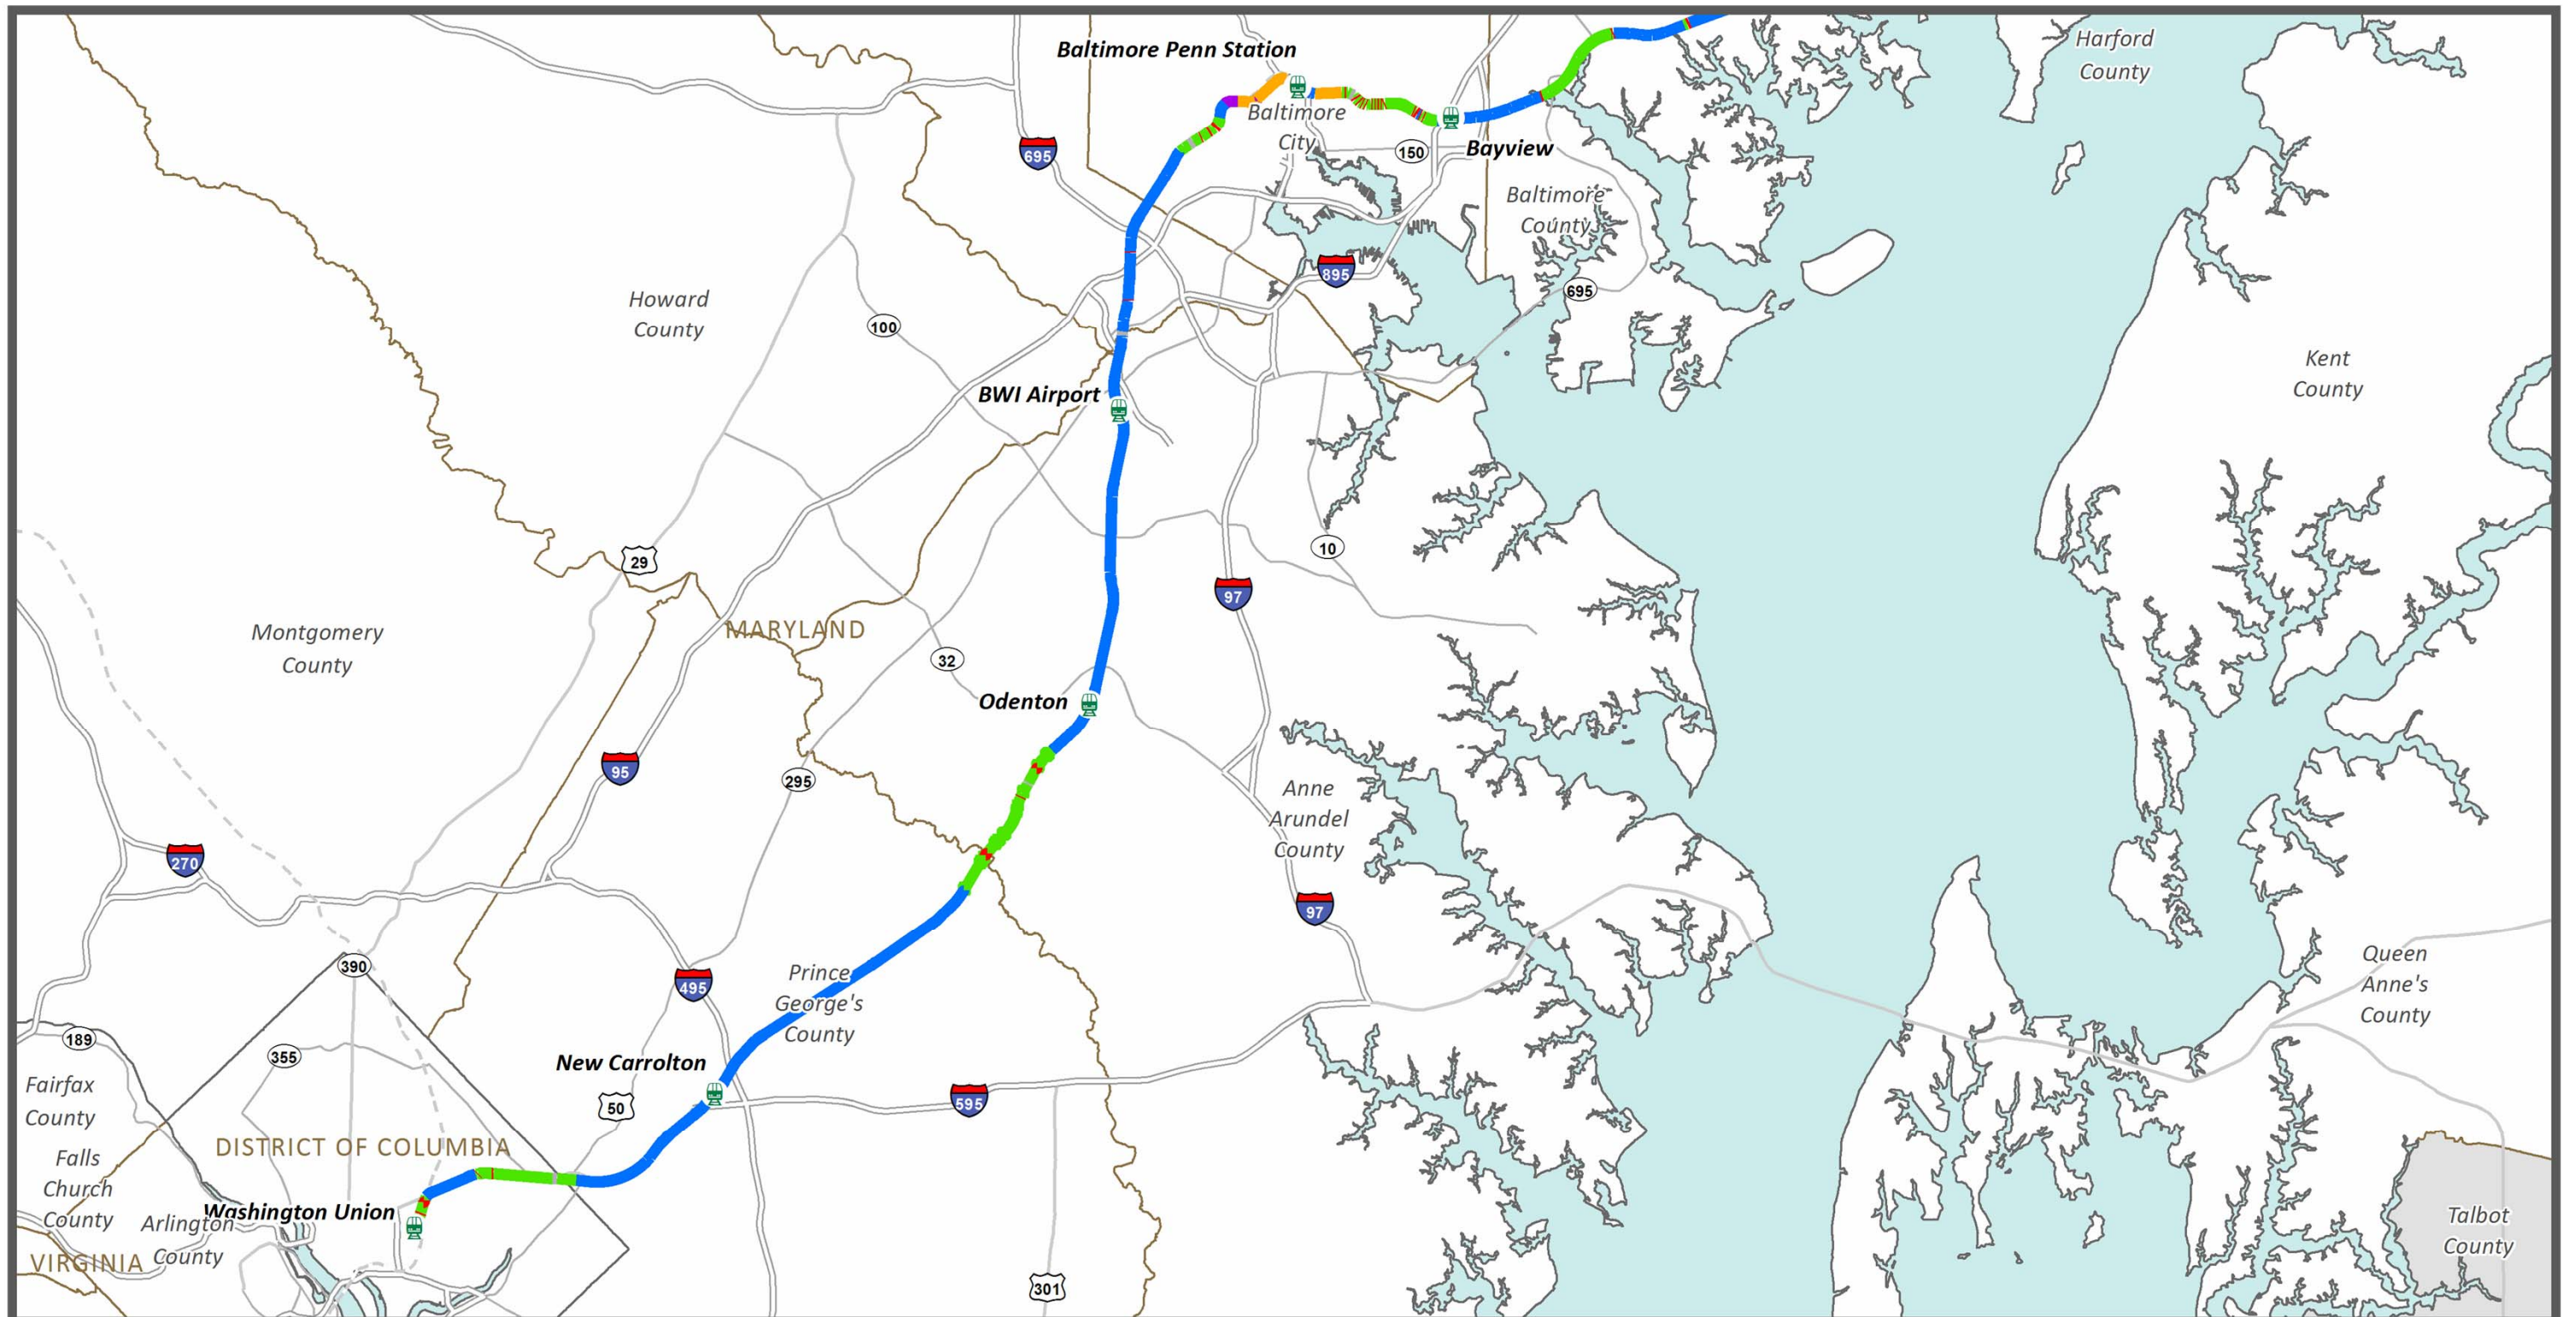 Harford
County
Baltimore Penn Station
Baltimore
City
695
150
Bayview
Baltimore
County
895
695
Howard
County
100
Kent
County
BWI Airport
29
10
97
Montgomery
County
MARYLAND
32
Odenton
95
295
Anne
Arundel
County
270
97
390
495
Prince
George's
County
Queen
Anne's
County
189
355
New Carrolton
Fairfax
County
50
595
DISTRICT OF COLUMBIA
Falls
Church
County
Washington Union
Arlington
County
VIRGINIA
301
Talbot
County